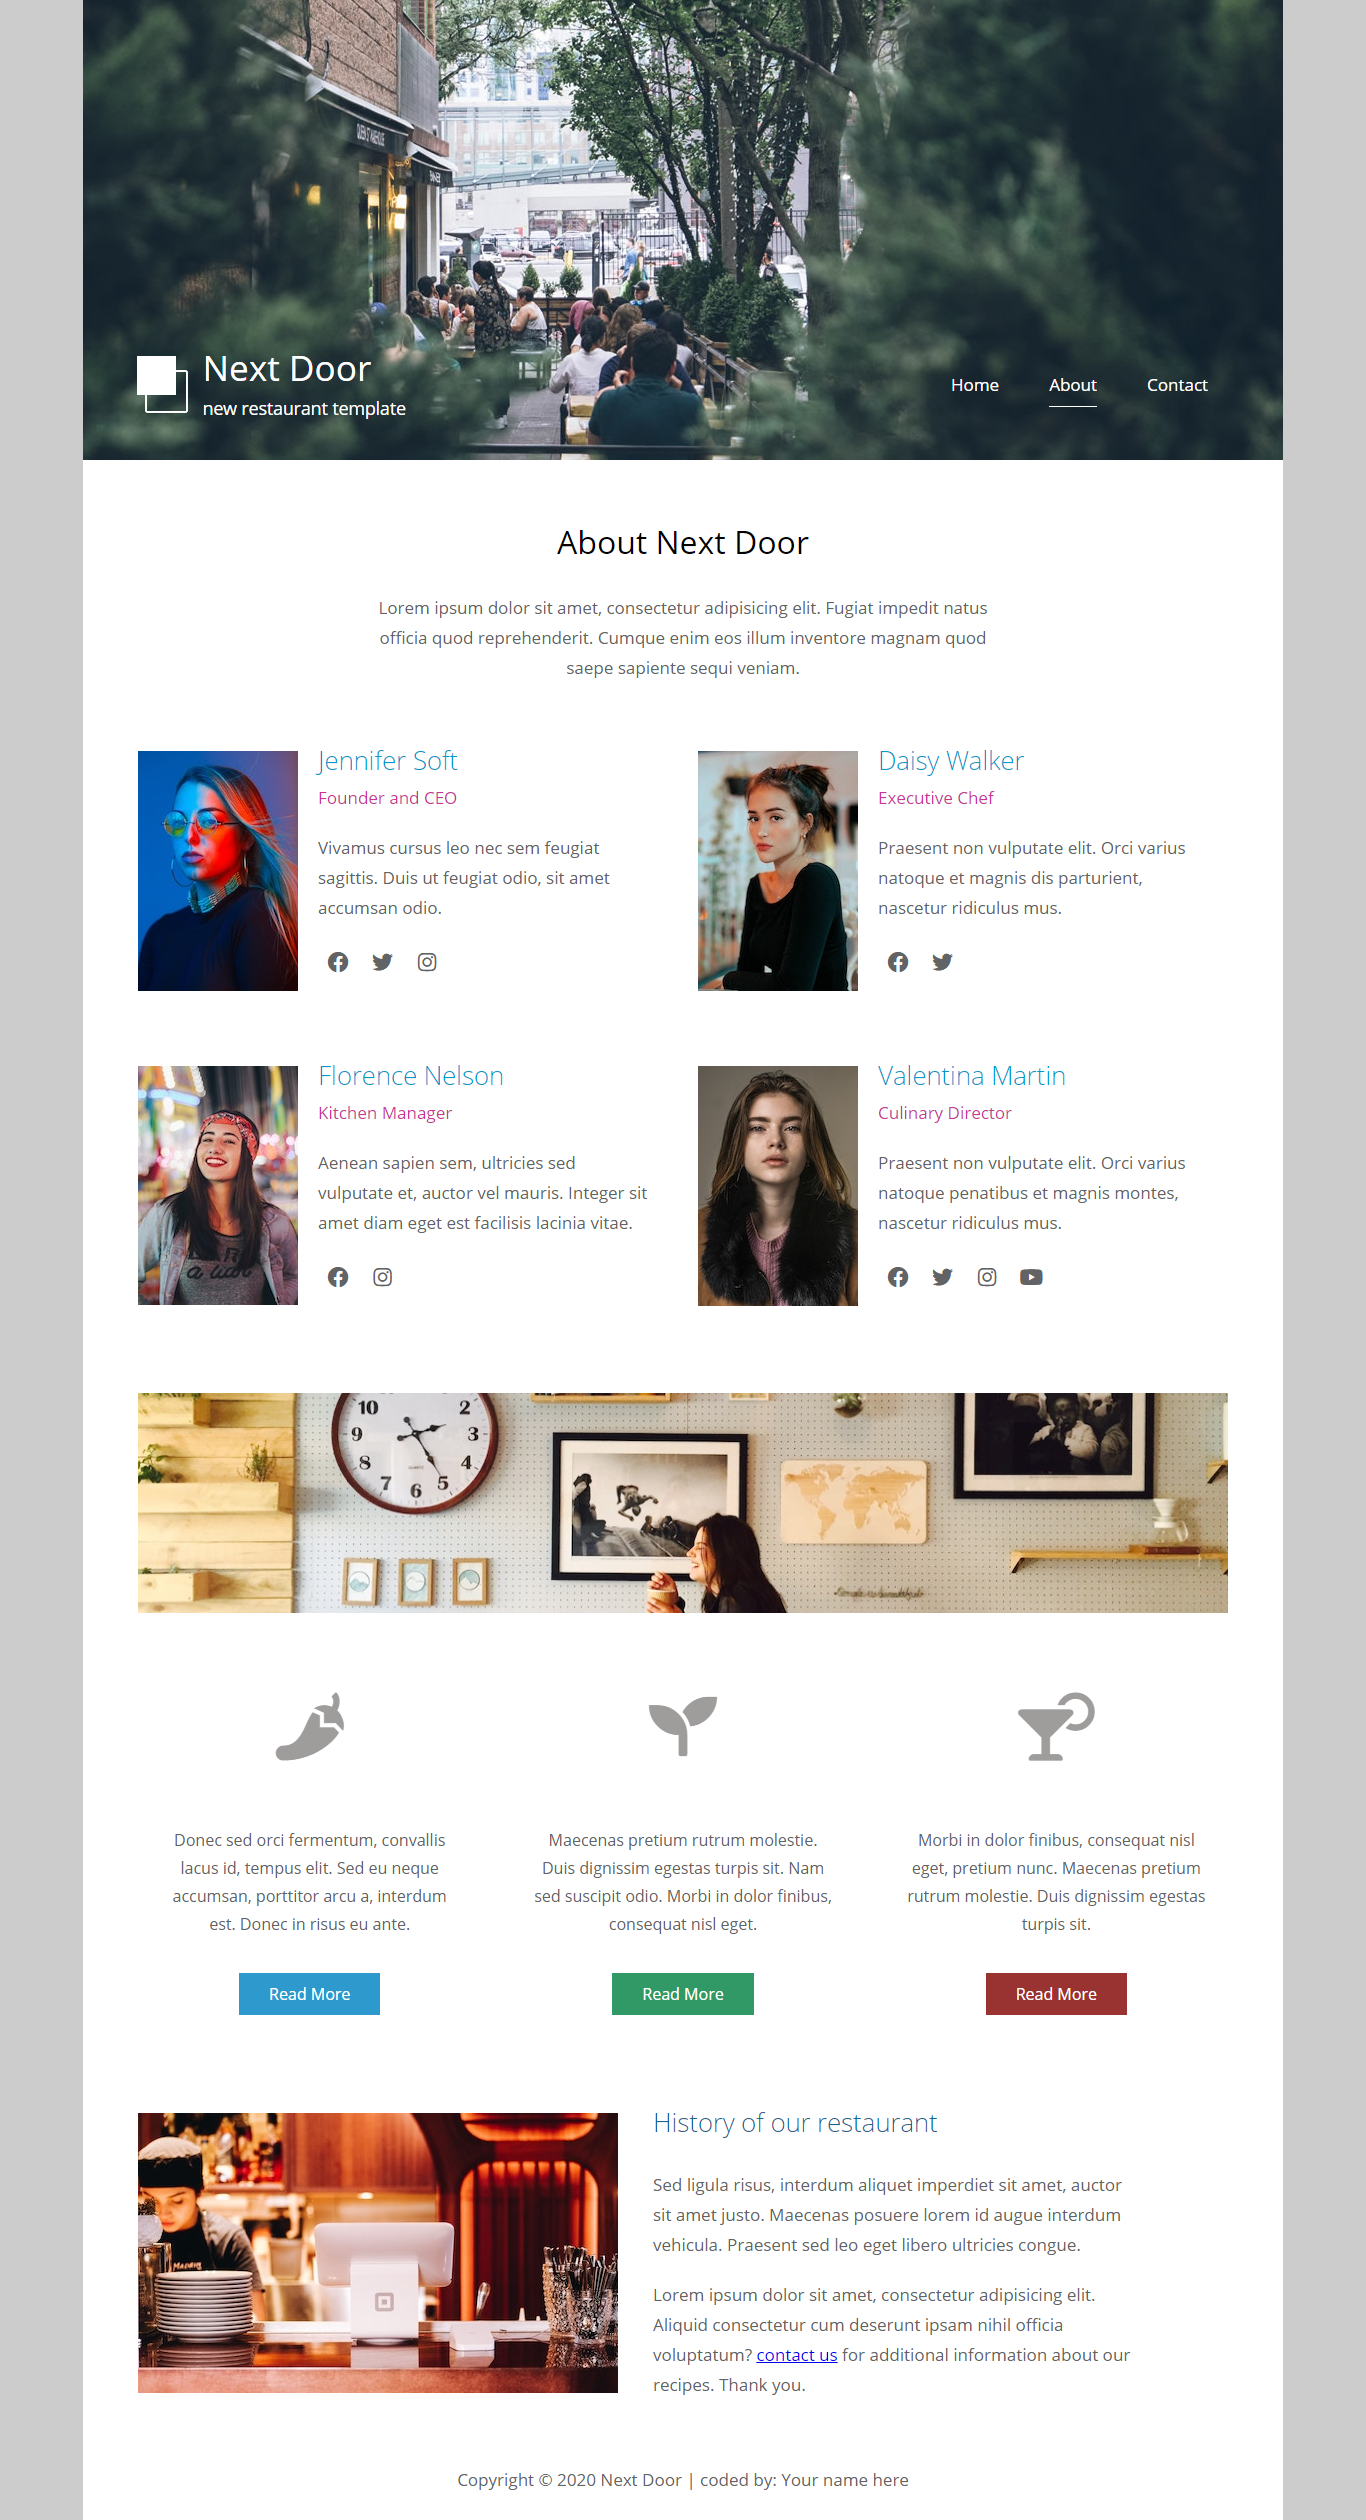 Next Door
new restaurant template
Home About Contact
About Next Door
Lorem ipsum dolor sit amet, consectetur adipisicing elit. Fugiat impedit natus
officia quod reprehenderit. Cumque enim eos illum inventore magnam quod
saepe sapiente sequi veniam.
Jennifer Soft
Founder and CEO
Vivamus cursus leo nec sem feugiat
sagittis. Duis ut feugiat odio, sit amet
accumsan odio.
Daisy Walker
Executive Chef
Praesent non vulputate elit. Orci varius
natoque et magnis dis parturient,
nascetur ridiculus mus.
Florence Nelson
Kitchen Manager
Aenean sapien sem, ultricies sed
vulputate et, auctor vel mauris. Integer sit
amet diam eget est facilisis lacinia vitae.
Valentina Martin
Culinary Director
Praesent non vulputate elit. Orci varius
natoque penatibus et magnis montes,
nascetur ridiculus mus.
10 2
9 3
8 4
7 6 5
Donec sed orci fermentum, convallis
lacus id, tempus elit. Sed eu neque
accumsan, porttitor arcu a, interdum
est. Donec in risus eu ante.
Read More
Maecenas pretium rutrum molestie.
Duis dignissim egestas turpis sit. Nam
sed suscipit odio. Morbi in dolor finibus,
consequat nisl eget.
Read More
Morbi in dolor finibus, consequat nisl
eget, pretium nunc. Maecenas pretium
rutrum molestie. Duis dignissim egestas
turpis sit.
Read More
History of our restaurant
Sed ligula risus, interdum aliquet imperdiet sit amet, auctor
sit amet justo. Maecenas posuere lorem id augue interdum
vehicula. Praesent sed leo eget libero ultricies congue.
Lorem ipsum dolor sit amet, consectetur adipisicing elit.
Aliquid consectetur cum deserunt ipsam nihil officia
voluptatum? contact us for additional information about our
recipes. Thank you.
Copyright © 2020 Next Door | coded by: Your name here